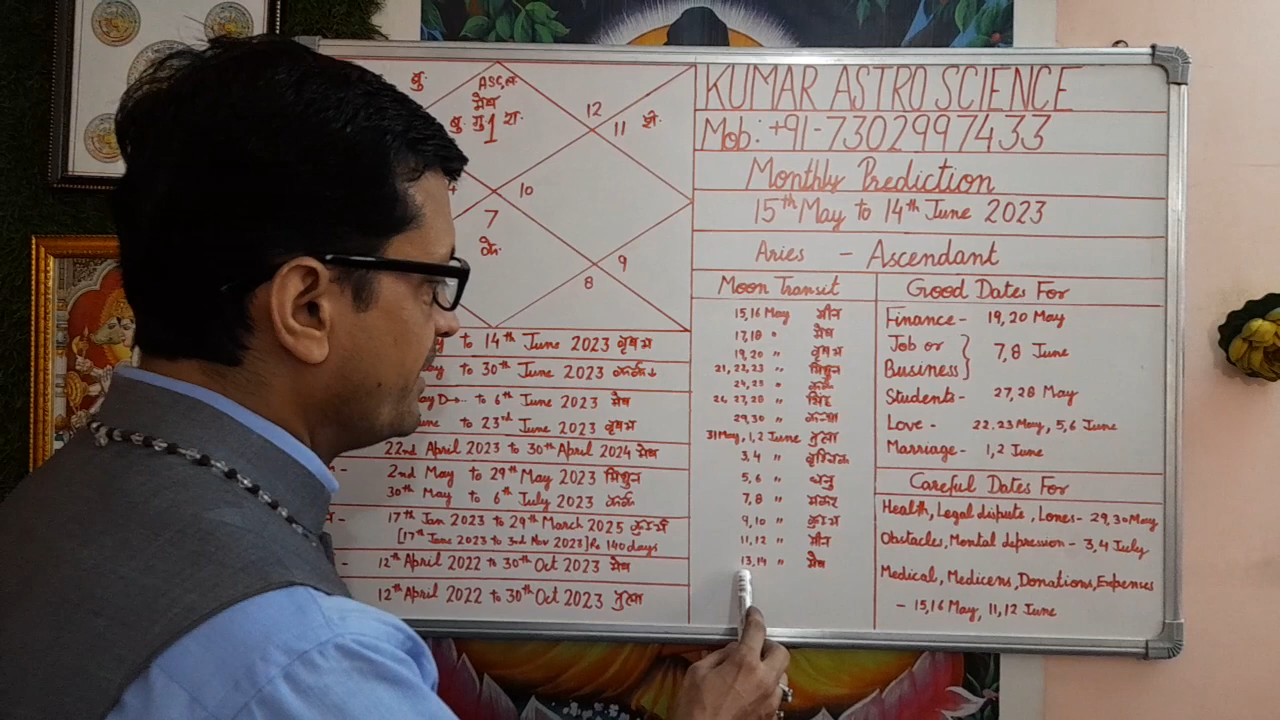 बु.
ASC, ल.
मेष
बु. गु. 1 रा.
12
11 श.
4
10
7
के.
9
8
to 14th June 2023 वृषभ
to 30th June 2023 कर्क↓
to 6th June 2023 मेष
to 23rd June 2023 वृषभ
22nd April 2023 to 30th April 2024 मेष
2nd May to 29th May 2023 मिथुन
30th May to 6th July 2023 कर्क
17th Jan 2023 to 29th March 2025 कुम्भ
[17th June 2023 to 3rd Nov 2023] R 140 days
12th April 2022 to 30th Oct 2023 मेष
12th April 2022 to 30th Oct 2023 तुला
KUMAR ASTRO SCIENCE
Mob: +91-7302997433
Monthly Prediction
15th May to 14th June 2023
Aries - Ascendant
Moon Transit
15,16 May मीन
17,18 " मेष
19,20 " वृषभ
21,22,23 " मिथुन
24,25 " कर्क
26,27,28 " सिंह
29,30 " कन्या
31 May, 1,2 June तुला
3,4 " वृश्चिक
5,6 " धनु
7,8 " मकर
9,10 " कुम्भ
11,12 " मीन
13,14 " मेष
Good Dates For
Finance - 19,20 May
Job or
Business } 7,8 June
Students - 27,28 May
Love - 22.23 May, 5,6 June
Marriage - 1,2 June
Careful Dates For
Health, Legal dispute, Lones - 29,30 May
Obstacles, Mental depression - 3,4 July
Medical, Medicens, Donations, Expenses
- 15,16 May, 11,12 June